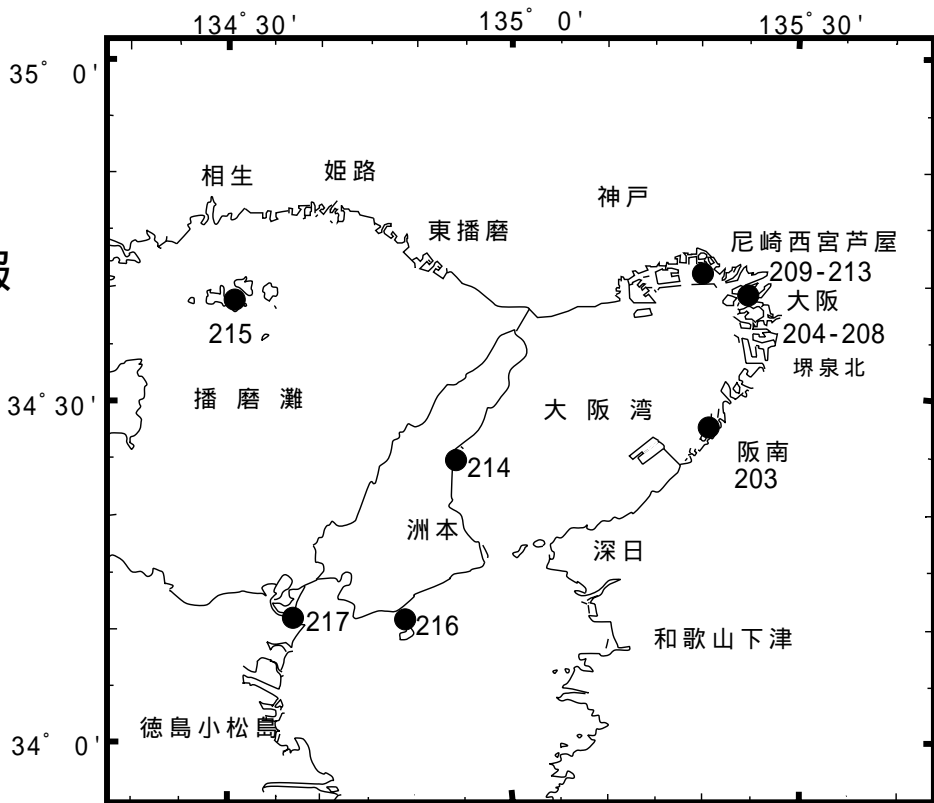 134° 30'
135° 0'
135° 30'
35° 0'
相生
姫路
神戸
東播磨
尼崎西宮芦屋
報
209-213
大阪
215
204-208
堺泉北
34° 30'
播磨灘
大阪湾
阪南
214
203
洲本
深日
217
216
和歌山下津
徳島小松島
34° 0'